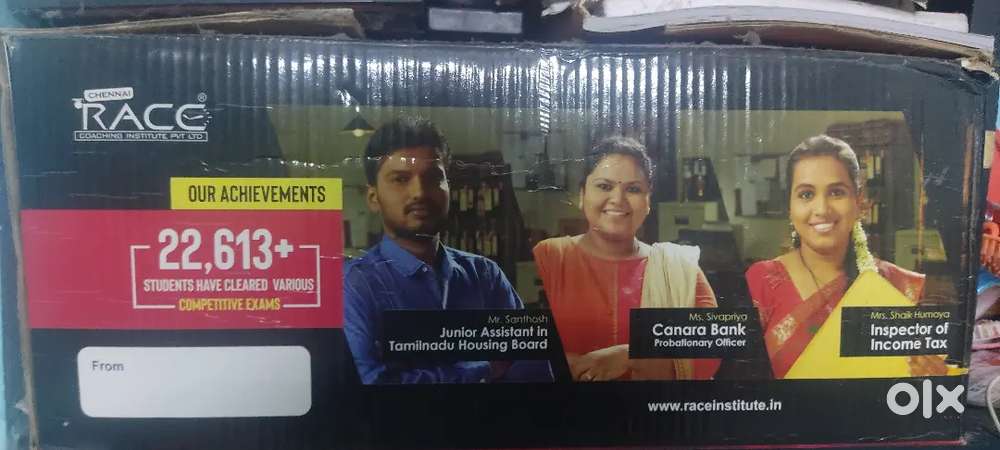 CHENNAI
RACE®
COACHING INSTITUTE PVT LTD
OUR ACHIEVEMENTS
22,613+
STUDENTS HAVE CLEARED VARIOUS
COMPETITIVE EXAMS
From
Mr. Santhosh
Junior Assistant in
Tamilnadu Housing Board
Ms. Sivapriya
Canara Bank
Probationary Officer
Mrs. Shaik Humaya
Inspector of
Income Tax
www.raceinstitute.in
olx